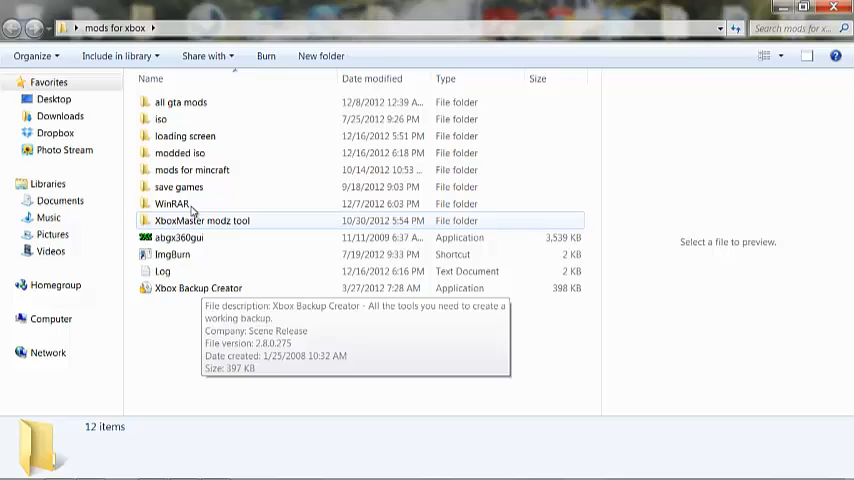 mods for xbox
Search mods for x...
Organize Include in library Share with Burn New folder
Name Date modified Type Size
Favorites
Desktop
Downloads
Dropbox
Photo Stream
Libraries
Documents
Music
Pictures
Videos
Homegroup
Computer
Network
all gta mods 12/8/2012 12:39 A... File folder
iso 7/25/2012 9:26 PM File folder
loading screen 12/16/2012 5:51 PM File folder
modded iso 12/16/2012 6:18 PM File folder
mods for mincraft 10/14/2012 10:53 ... File folder
save games 9/18/2012 9:03 PM File folder
WinRAR 12/7/2012 6:03 PM File folder
XboxMaster modz tool 10/30/2012 5:54 PM File folder
abgx360gui 11/11/2009 6:37 A... Application 3,539 KB
ImgBurn 7/19/2012 9:33 PM Shortcut 2 KB
Log 12/16/2012 6:16 PM Text Document 2 KB
Xbox Backup Creator 3/27/2012 7:28 AM Application 398 KB
File description: Xbox Backup Creator - All the tools you need to create a
working backup.
Company: Scene Release
File version: 2.8.0.275
Date created: 1/25/2008 10:32 AM
Size: 397 KB
Select a file to preview.
12 items